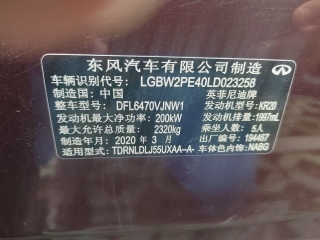 东风汽车有限公司制造
车辆识别代号: LGBW2PE40LD023258
制造国: 中国 英菲尼迪牌
整车型号: DFL6470VJNW1 发动机型号: KR20
发动机最大净功率: 200kW 发动机排量: 1997mL
最大允许总质量: 2320kg 乘坐人数: 5人
制造年月: 2020年3月 出厂编号: 194467
适用型式: TDRNLDLJ55UXAA-A- 车体色内饰: NABG